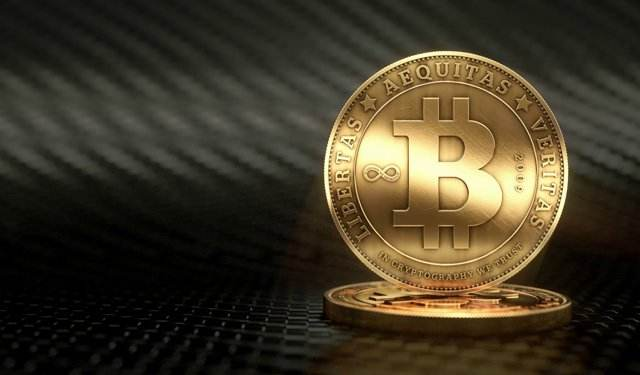 LIBERTAS ★ AEQUITAS ★ VERITAS
B
2009
IN CRYPTOGRAPHY WE TRUST